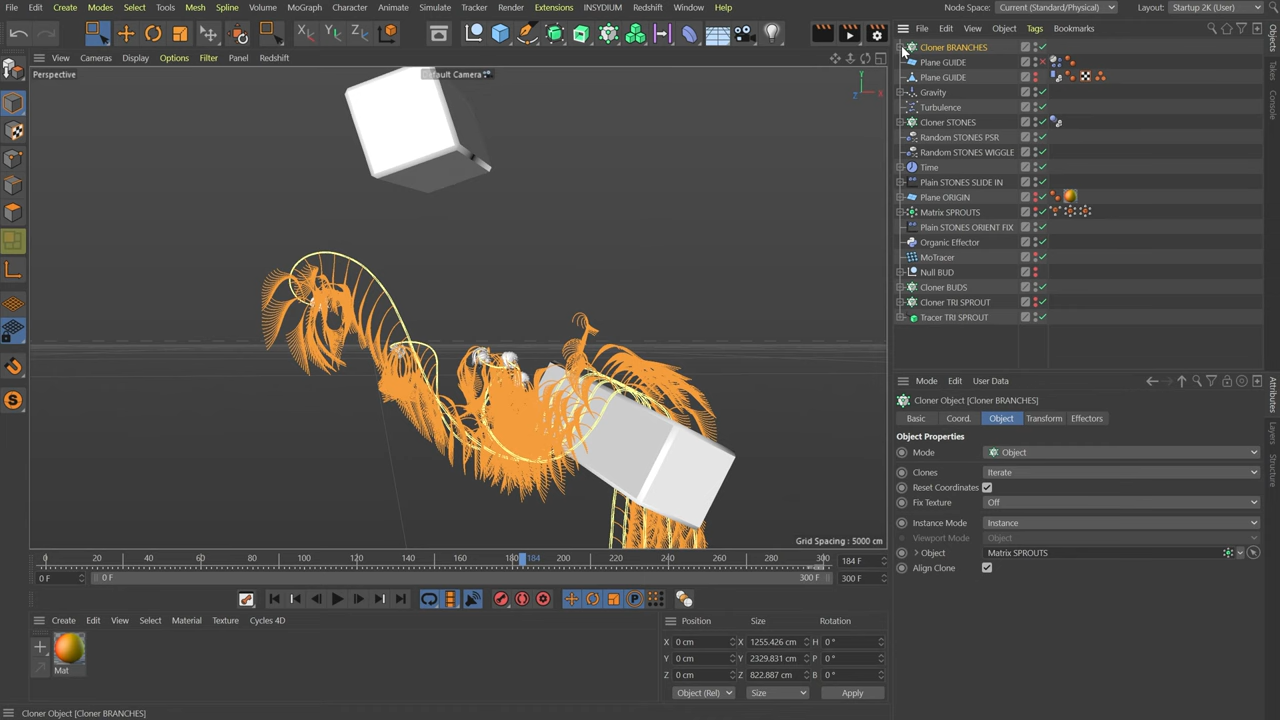 File Edit Create Modes Select Tools Mesh Spline Volume MoGraph Character Animate Simulate Tracker Render Extensions INSYDIUM Redshift Window Help Node Space: Current (Standard/Physical) Layout: Startup 2K (User)
X Y Z
File Edit View Object Tags Bookmarks
View Cameras Display Options Filter Panel Redshift
Perspective
Default Camera
Y
Z X
Cloner BRANCHES
Plane GUIDE
Plane GUIDE
Gravity
Turbulence
Cloner STONES
Random STONES PSR
Random STONES WIGGLE
Time
Plain STONES SLIDE IN
Plane ORIGIN
Matrix SPROUTS
Plain STONES ORIENT FIX
Organic Effector
MoTracer
Null BUD
Cloner BUDS
Cloner TRI SPROUT
Tracer TRI SPROUT
Objects
Takes
Console
Mode Edit User Data
Cloner Object [Cloner BRANCHES]
Basic Coord. Object Transform Effectors
Object Properties
Mode Object
Clones Iterate
Reset Coordinates
Fix Texture Off
Instance Mode Instance
Viewport Mode Object
Object Matrix SPROUTS
Align Clone
Attributes
Layers
Structure
Grid Spacing : 5000 cm
0 20 40 60 80 100 120 140 160 180 184 200 220 240 260 280 300 184 F
0 F 0 F 300 F 300 F
Create Edit View Select Material Texture Cycles 4D
Mat
Position Size Rotation
X 0 cm X 1255.426 cm H 0 °
Y 0 cm Y 2329.831 cm P 0 °
Z 0 cm Z 822.887 cm B 0 °
Object (Rel) Size Apply
Cloner Object [Cloner BRANCHES]